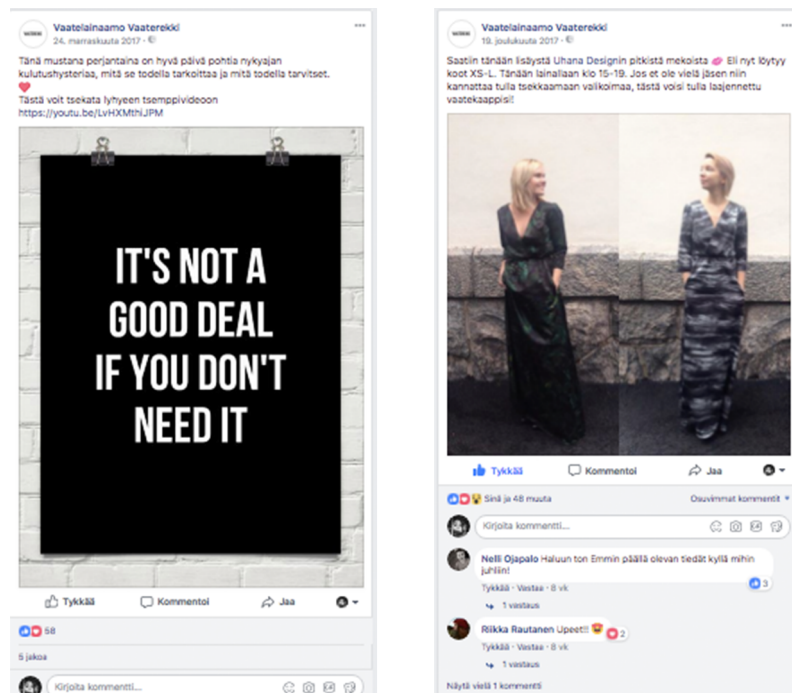 Vaatelainaamo Vaaterekki
24. marraskuuta 2017 ·
Tänä mustana perjantaina on hyvä päivä pohtia nykyajan
kulutushysteriaa, mitä se todella tarkoittaa ja mitä todella tarvitset.
Tästä voit tsekata lyhyeen tsemppivideoon
https://youtu.be/LvHXMthiJPM
IT'S NOT A
GOOD DEAL
IF YOU DON'T
NEED IT
Tykkää Kommentoi Jaa
58
5 jakoa
Kirjoita kommentti...
Vaatelainaamo Vaaterekki
19. joulukuuta 2017 ·
Saatiin tänään lisäystä Uhana Designin pitkistä mekoista Eli nyt löytyy
koot XS-L. Tänään lainallaan klo 15-19. Jos et ole vielä jäsen niin
kannattaa tulla tsekkaamaan valikoimaa, tästä voisi tulla laajennettu
vaatekaappisi!
Tykkää Kommentoi Jaa
Sinä ja 48 muuta Osuvimmat kommentit
Kirjoita kommentti...
Nelli Ojapalo Haluun ton Emmin päällä olevan tiedät kyllä mihin
juhliin!
3
Tykkää · Vastaa · 8 vk
1 vastaus
Riikka Rautanen Upeet!!
2
Tykkää · Vastaa · 8 vk
1 vastaus
Näytä vielä 1 kommentti